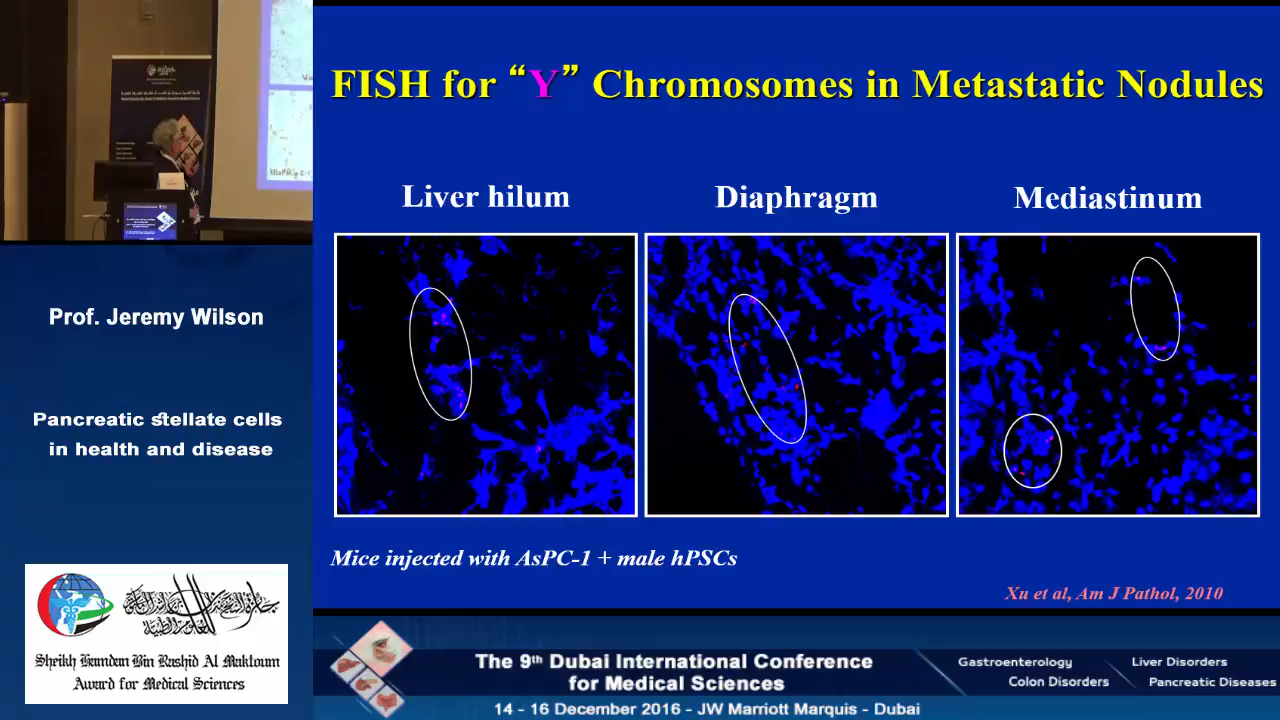 FISH for “Y” Chromosomes in Metastatic Nodules
Liver hilum
Diaphragm
Mediastinum
Mice injected with AsPC-1 + male hPSCs
Xu et al, Am J Pathol, 2010
Prof. Jeremy Wilson
Pancreatic stellate cells
in health and disease
Sheikh Hamdan Bin Rashid Al Maktoum
Award for Medical Sciences
The 9th Dubai International Conference
for Medical Sciences
Gastroenterology
Liver Disorders
Colon Disorders
Pancreatic Diseases
14 - 16 December 2016 - JW Marriott Marquis - Dubai